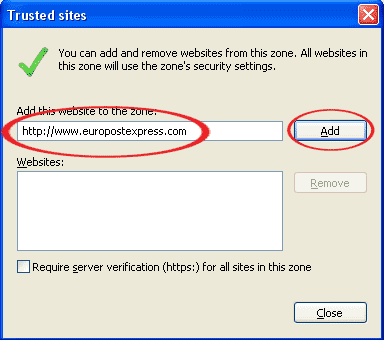 Trusted sites
You can add and remove websites from this zone. All websites in
this zone will use the zone's security settings.
Add this website to the zone:
http://www.europostexpress.com
Add
Websites:
Remove
Require server verification (https:) for all sites in this zone
Close